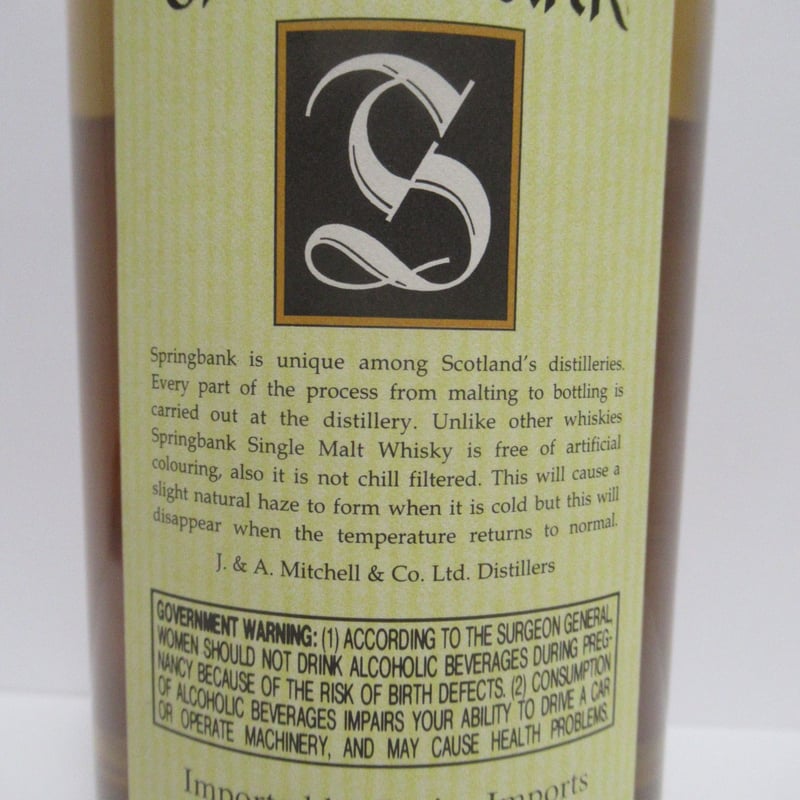 S
Springbank is unique among Scotland's distilleries.
Every part of the process from malting to bottling is
carried out at the distillery. Unlike other whiskies
Springbank Single Malt Whisky is free of artificial
colouring, also it is not chill filtered. This will cause a
slight natural haze to form when it is cold but this will
disappear when the temperature returns to normal.
J. & A. Mitchell & Co. Ltd. Distillers
GOVERNMENT WARNING: (1) ACCORDING TO THE SURGEON GENERAL,
WOMEN SHOULD NOT DRINK ALCOHOLIC BEVERAGES DURING PREG-
NANCY BECAUSE OF THE RISK OF BIRTH DEFECTS. (2) CONSUMPTION
OF ALCOHOLIC BEVERAGES IMPAIRS YOUR ABILITY TO DRIVE A CAR
OR OPERATE MACHINERY, AND MAY CAUSE HEALTH PROBLEMS.
Imported Imports